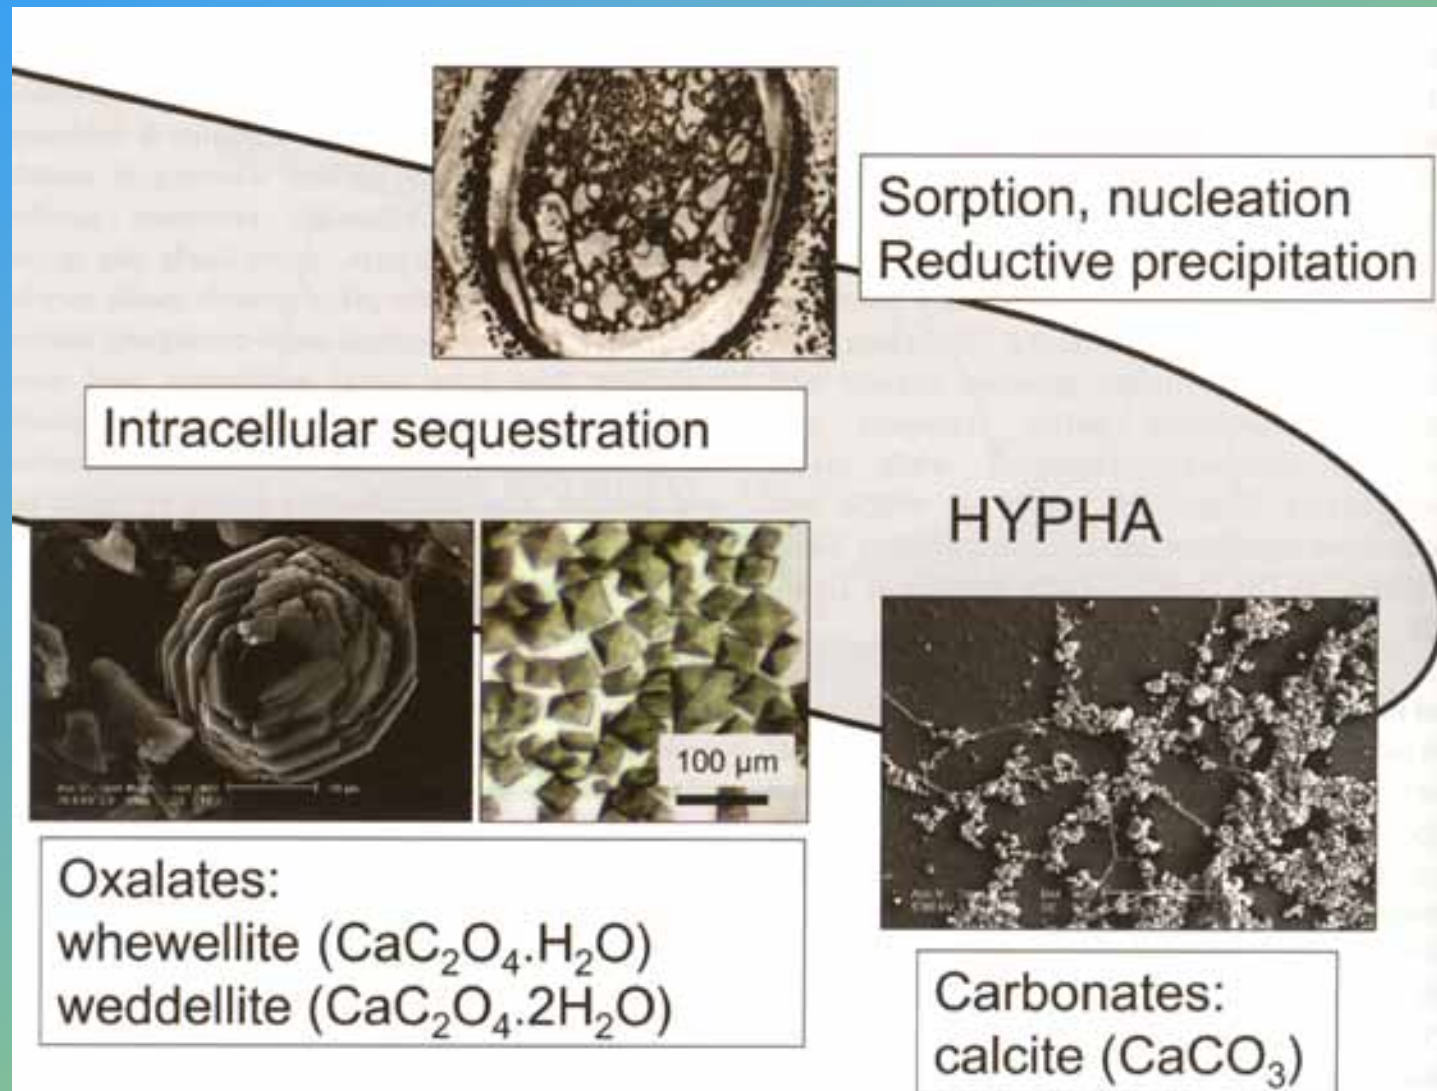 Sorption, nucleation
Reductive precipitation
Intracellular sequestration
HYPHA
100 µm
Oxalates:
whewellite (CaC₂O₄.H₂O)
weddellite (CaC₂O₄.2H₂O)
Carbonates:
calcite (CaCO₃)